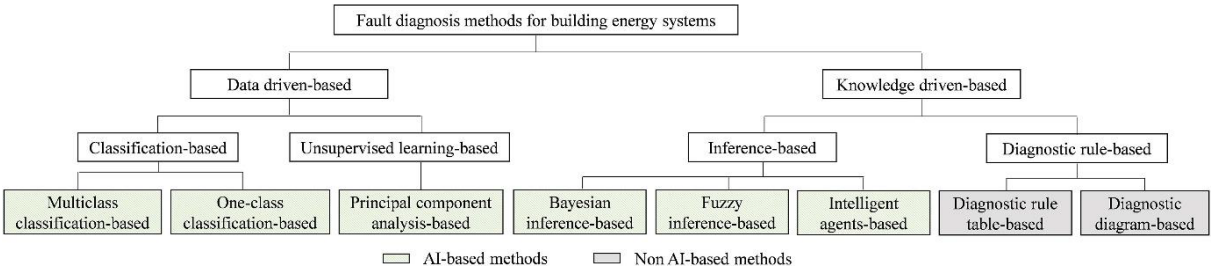 Fault diagnosis methods for building energy systems
Data driven-based
Knowledge driven-based
Classification-based
Unsupervised learning-based
Inference-based
Diagnostic rule-based
Multiclass
classification-based
One-class
classification-based
Principal component
analysis-based
Bayesian
inference-based
Fuzzy
inference-based
Intelligent
agents-based
Diagnostic rule
table-based
Diagnostic
diagram-based
AI-based methods
Non AI-based methods